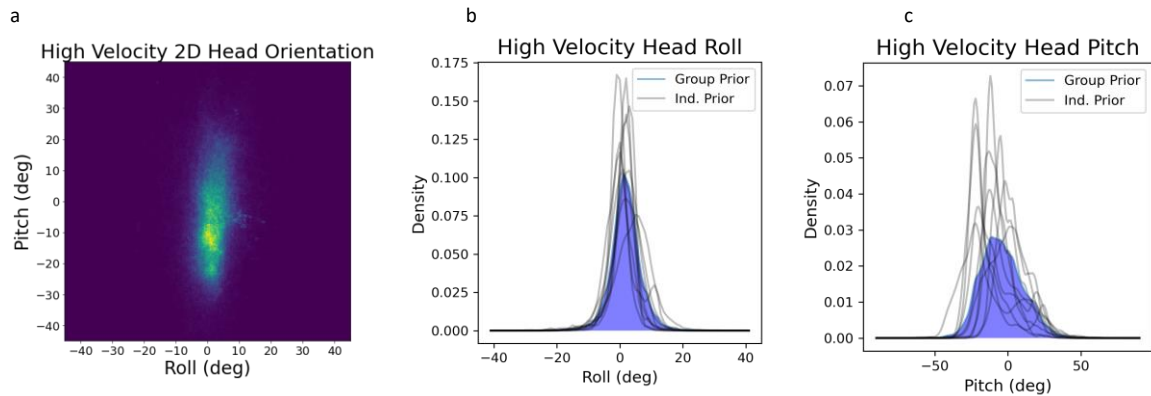 a
High Velocity 2D Head Orientation
40
30
20
10
0
−10
−20
−30
−40
Pitch (deg)
−40 −30 −20 −10 0 10 20 30 40
Roll (deg)
b
High Velocity Head Roll
Group Prior
Ind. Prior
0.175
0.150
0.125
0.100
0.075
0.050
0.025
0.000
Density
−40 −20 0 20 40
Roll (deg)
c
High Velocity Head Pitch
Group Prior
Ind. Prior
0.07
0.06
0.05
0.04
0.03
0.02
0.01
0.00
Density
−50 0 50
Pitch (deg)